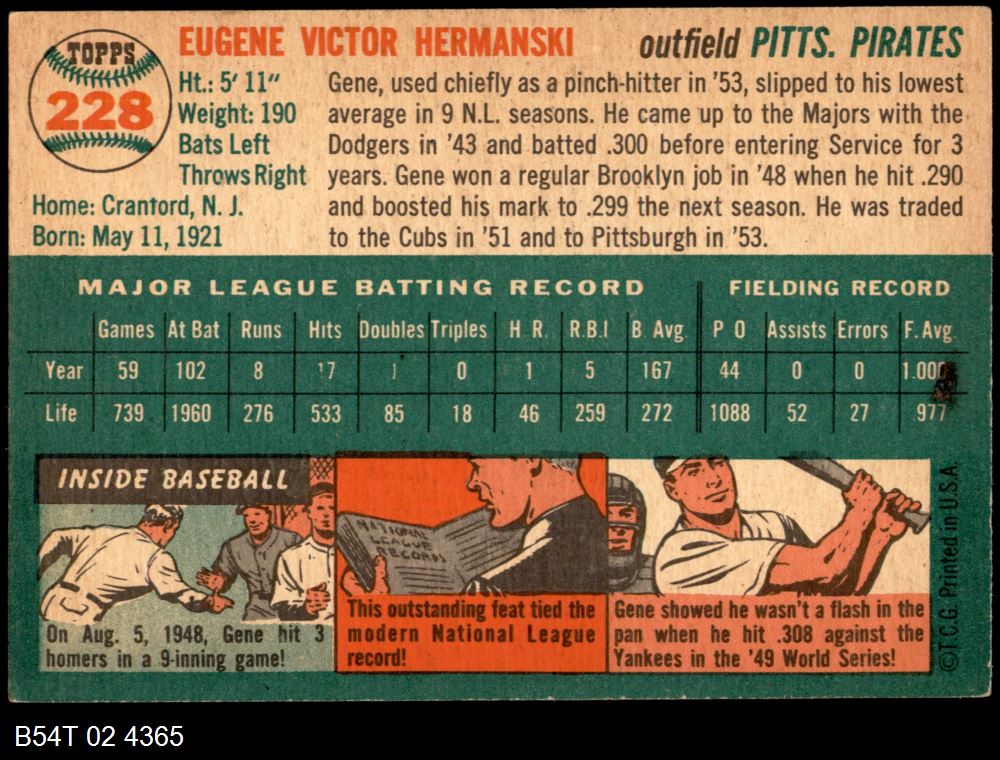 TOPPS
228
EUGENE VICTOR HERMANSKI
outfield PITTS. PIRATES
Ht.: 5' 11"
Weight: 190
Bats Left
Throws Right
Home: Cranford, N. J.
Born: May 11, 1921
Gene, used chiefly as a pinch-hitter in '53, slipped to his lowest
average in 9 N.L. seasons. He came up to the Majors with the
Dodgers in '43 and batted .300 before entering Service for 3
years. Gene won a regular Brooklyn job in '48 when he hit .290
and boosted his mark to .299 the next season. He was traded
to the Cubs in '51 and to Pittsburgh in '53.
MAJOR LEAGUE BATTING RECORD FIELDING RECORD
Games At Bat Runs Hits Doubles Triples H R. R.B.I B Avg. P O Assists Errors F. Avg.
Year 59 102 8 17 1 0 1 5 167 44 0 0 1.000
Life 739 1960 276 533 85 18 46 259 272 1088 52 27 .977
INSIDE BASEBALL
On Aug. 5, 1948, Gene hit 3
homers in a 9-inning game!
NATIONAL
LEAGUE
RECORDS
This outstanding feat tied the
modern National League
record!
Gene showed he wasn't a flash in the
pan when he hit .308 against the
Yankees in the '49 World Series!
©T.C.G. Printed in U.S.A.
B54T 02 4365